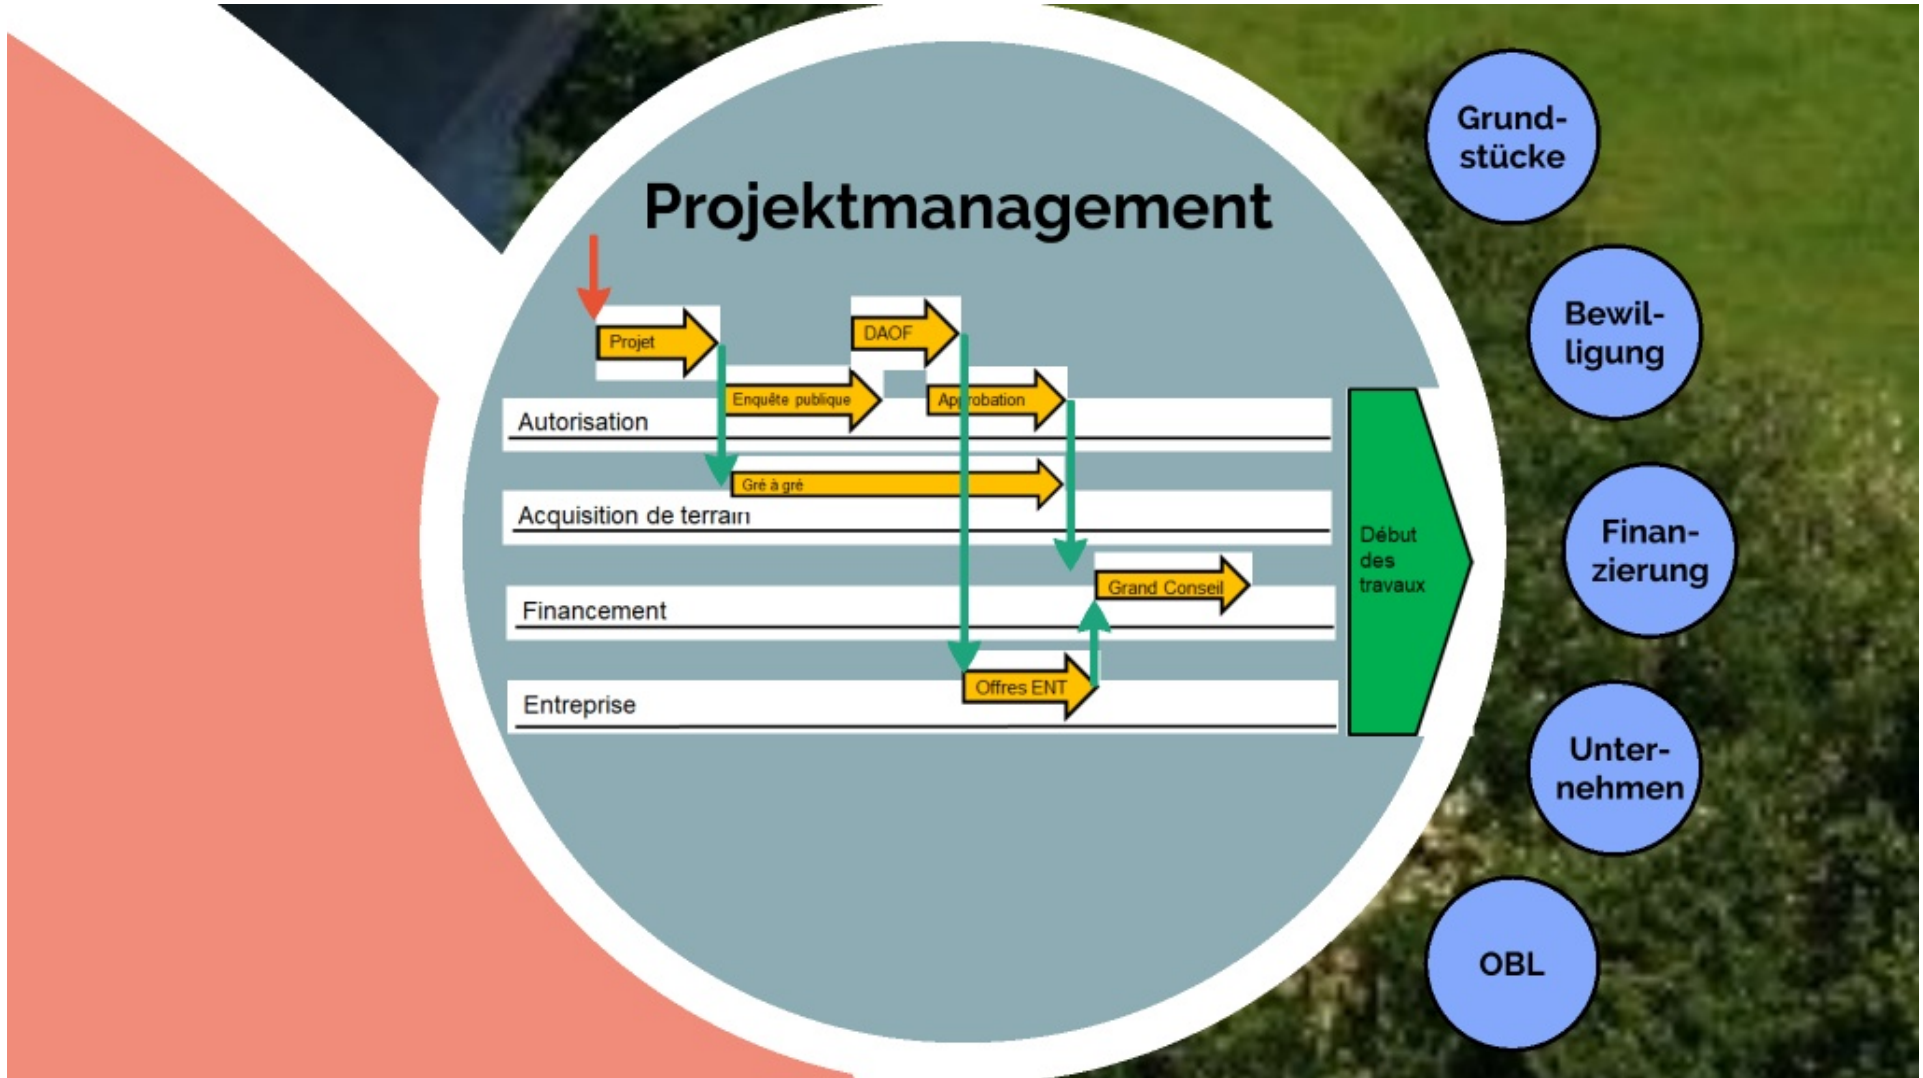 Projektmanagement
Projet
DAOF
Enquête publique
Approbation
Autorisation
Gré à gré
Acquisition de terrain
Grand Conseil
Financement
Offres ENT
Entreprise
Début
des
travaux
Grund-
stücke
Bewil-
ligung
Finan-
zierung
Unter-
nehmen
OBL